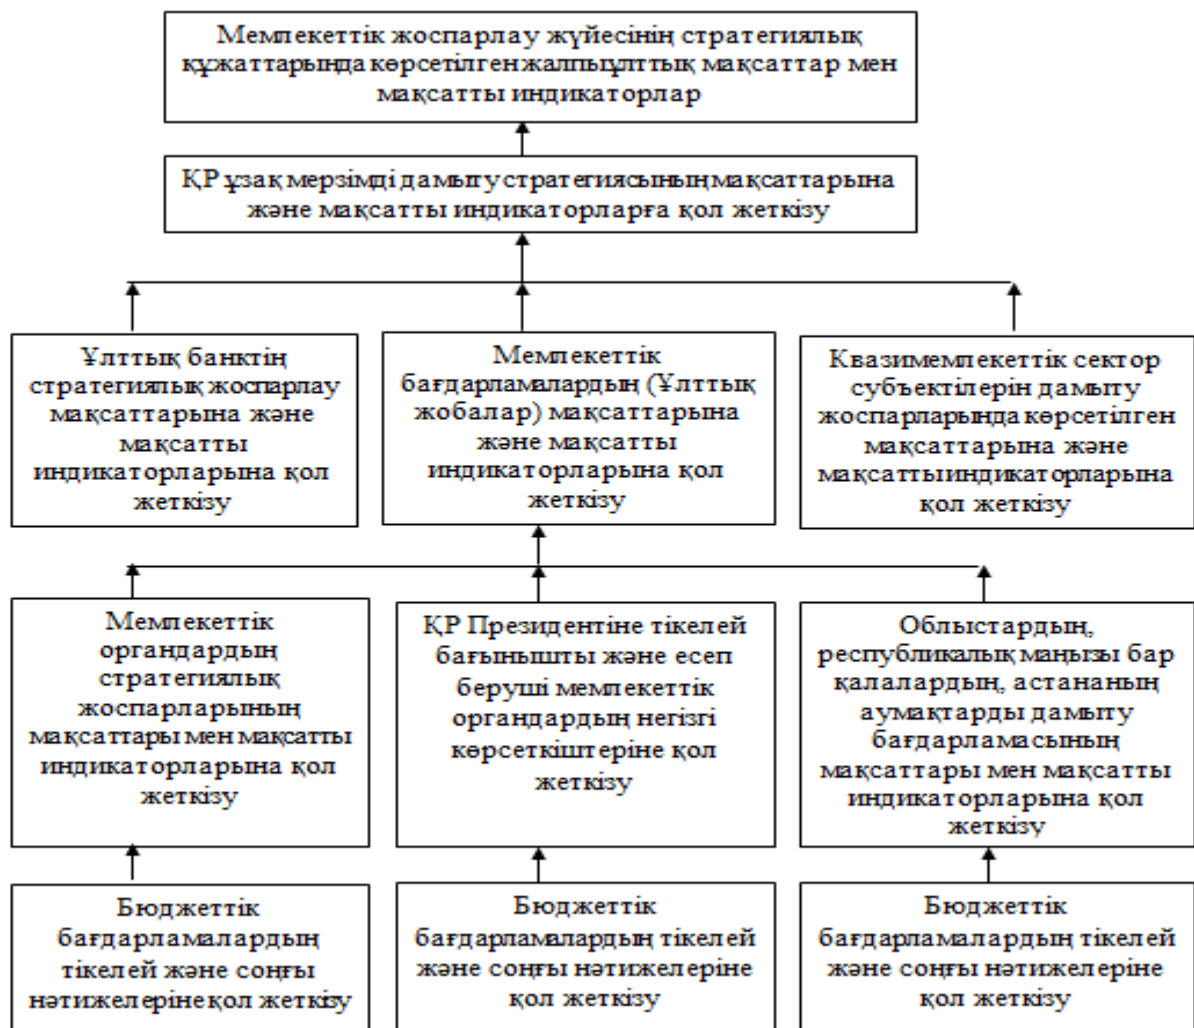 Мемлекеттік жоспарлау жүйесінің стратегиялық
құжаттарында көрсетілген жалпыұлттық мақсаттар мен
мақсатты индикаторлар
ҚР ұзақ мерзімді дамыту стратегиясының мақсаттарына
және мақсатты индикаторларға қол жеткізу
Ұлттық банктің
стратегиялық жоспарлау
мақсаттарына және
мақсатты
индикаторларына қол
жеткізу
Мемлекеттік
бағдарламалардың (Ұлттық
жобалар) мақсаттарына
және мақсатты
индикаторларына қол
жеткізу
Квазимемлекеттік сектор
субъектілерін дамыту
жоспарларында көрсетілген
мақсаттарына және
мақсатты индикаторларына
қол жеткізу
Мемлекеттік
органдардың
стратегиялық
жоспарларының
мақсаттары мен мақсатты
индикаторларына қол
жеткізу
ҚР Президентіне тікелей
бағынышты және есеп
беруші мемлекеттік
органдардың негізгі
көрсеткіштеріне қол
жеткізу
Облыстардың,
республикалық маңызы бар
қалалардың, астананың
аумақтарды дамыту
бағдарламасының
мақсаттары мен мақсатты
индикаторларына қол
жеткізу
Бюджеттік
бағдарламалардың
тікелей және соңғы
нәтижелеріне қол жеткізу
Бюджеттік
бағдарламалардың тікелей
және соңғы нәтижелеріне
қол жеткізу
Бюджеттік
бағдарламалардың тікелей
және соңғы нәтижелеріне
қол жеткізу